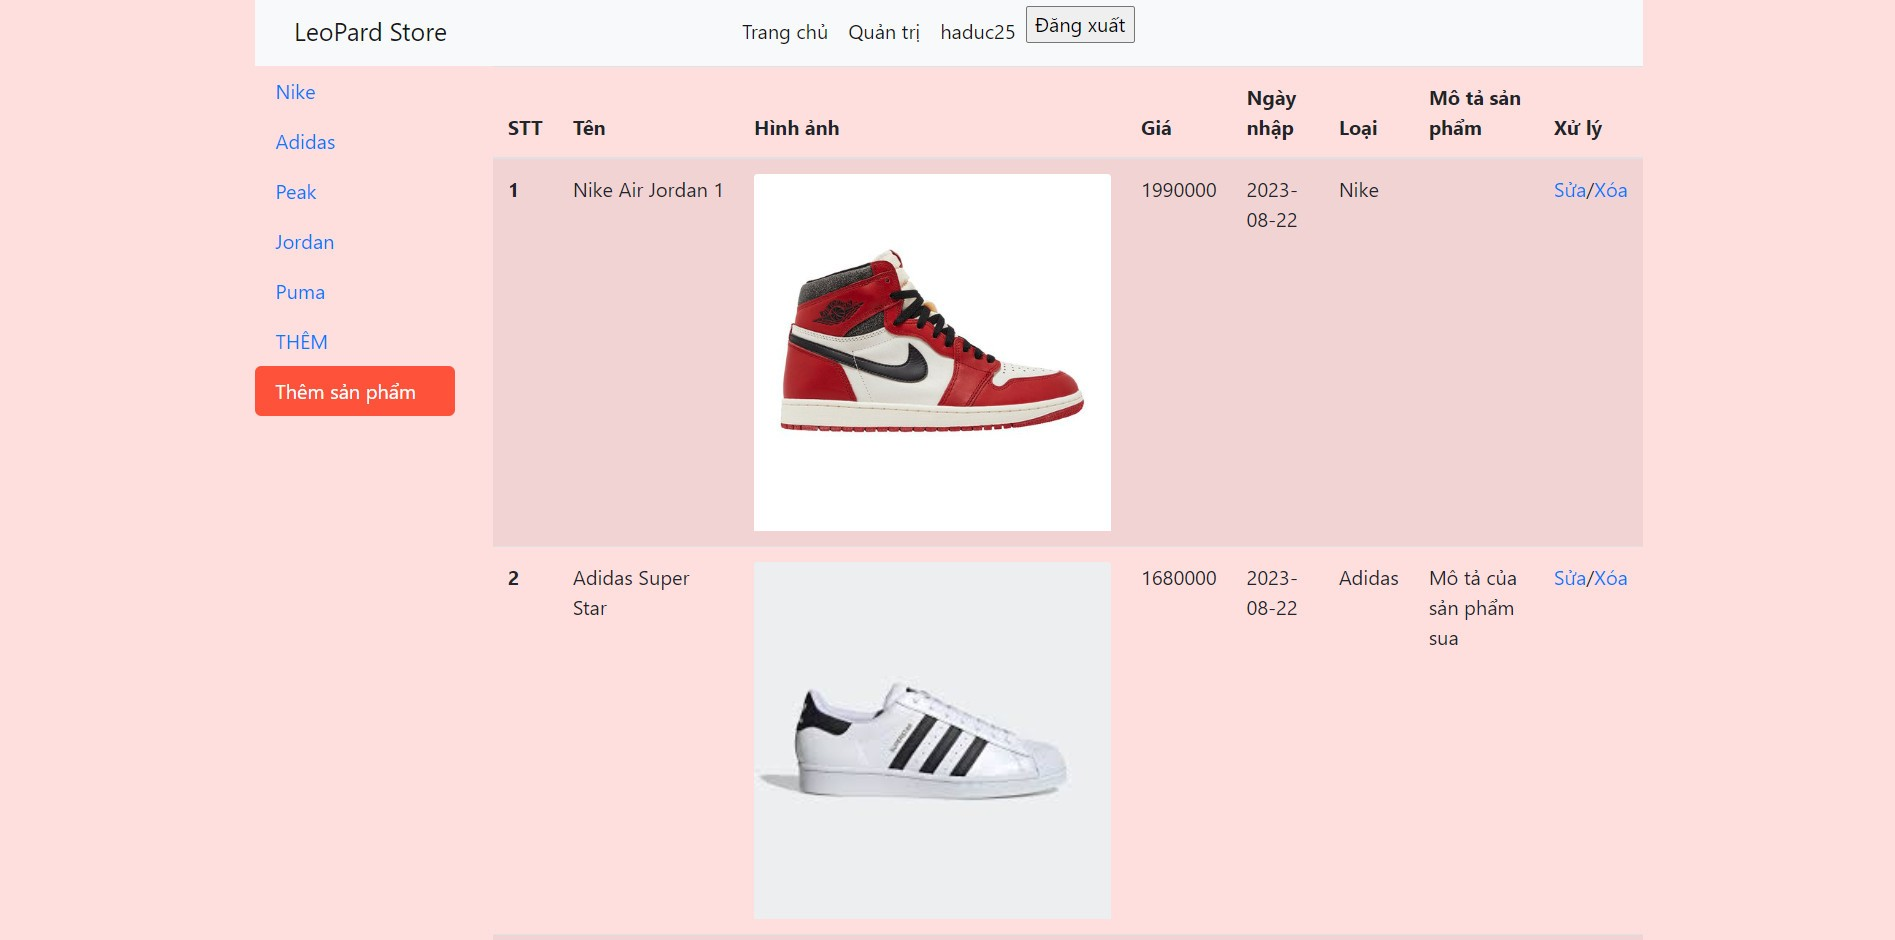 LeoPard Store
Trang chủ
Quản trị
haduc25
Đăng xuất
Nike
Adidas
Peak
Jordan
Puma
THÊM
Thêm sản phẩm
STT
Tên
Hình ảnh
Giá
Ngày
nhập
Loại
Mô tả sản
phẩm
Xử lý
1
Nike Air Jordan 1
1990000
2023-
08-22
Nike
Sửa/Xóa
2
Adidas Super
Star
SUPERSTAR
1680000
2023-
08-22
Adidas
Mô tả của
sản phẩm
sua
Sửa/Xóa